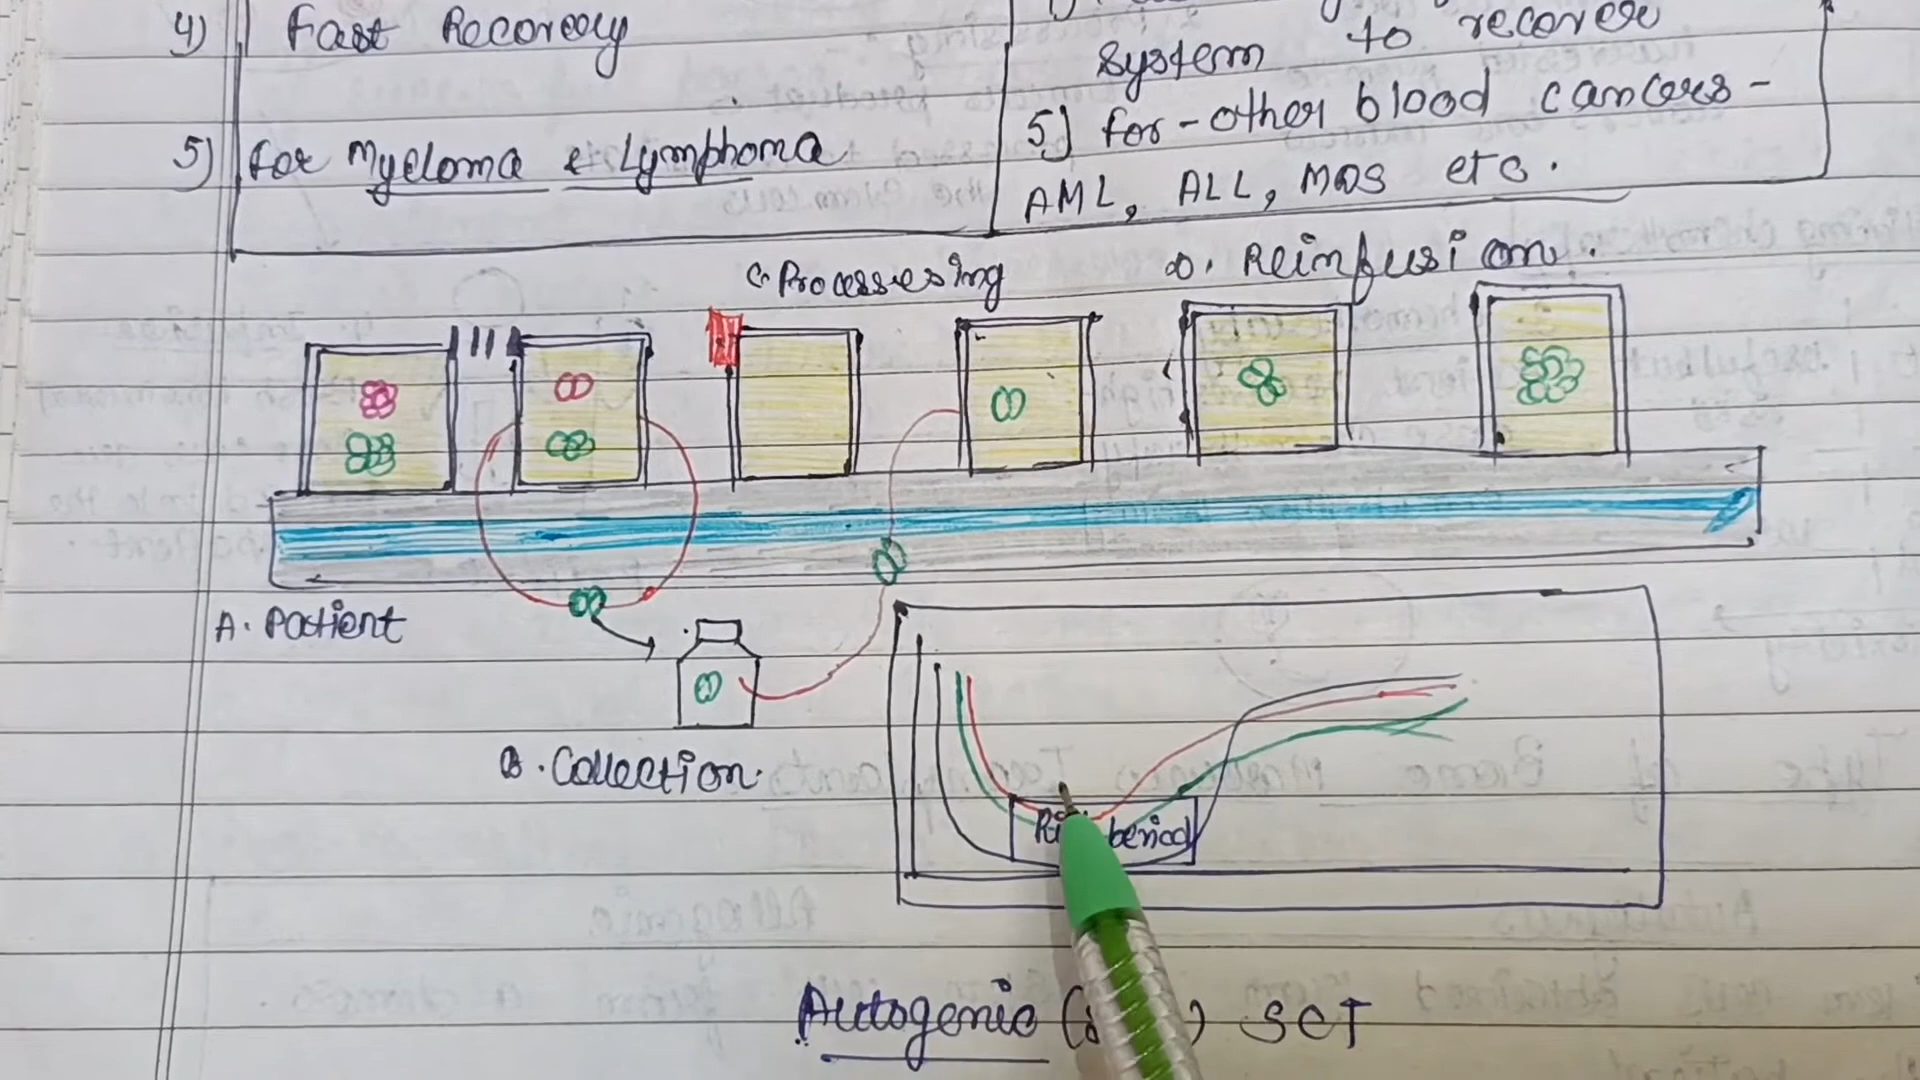 4) Fast Recovery
system to recover
5) for Myeloma & Lymphoma
5) for - other blood cancers -
AML, ALL, MDS etc.
C. Processesing
D. Reinfusion.
A. Patient
B. Collection.
period
Autogenic ( ) SCT